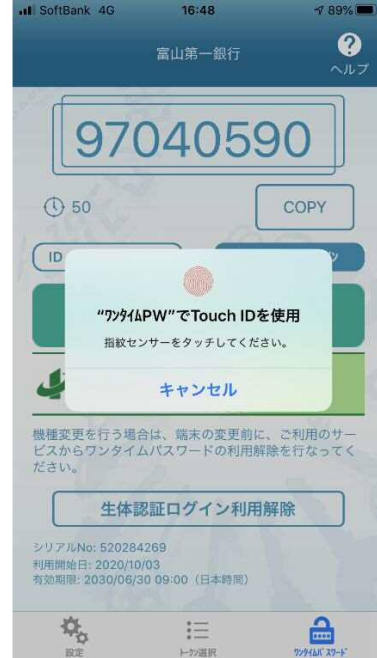 SoftBank 4G 16:48 89%
富山第一銀行
?
ヘルプ
97040590
50
COPY
ID
ン
"ﾜﾝﾀｲﾑPW"でTouch IDを使用
指紋センサーをタッチしてください。
キャンセル
機種変更を行う場合は、端末の変更前に、ご利用のサー
ビスからワンタイムパスワードの利用解除を行なってく
ださい。
生体認証ログイン利用解除
シリアルNo: 520284269
利用開始日: 2020/10/03
有効期限: 2030/06/30 09:00（日本時間）
設定
ﾄｰｸﾝ選択
ﾜﾝﾀｲﾑﾊﾟｽﾜｰﾄﾞ